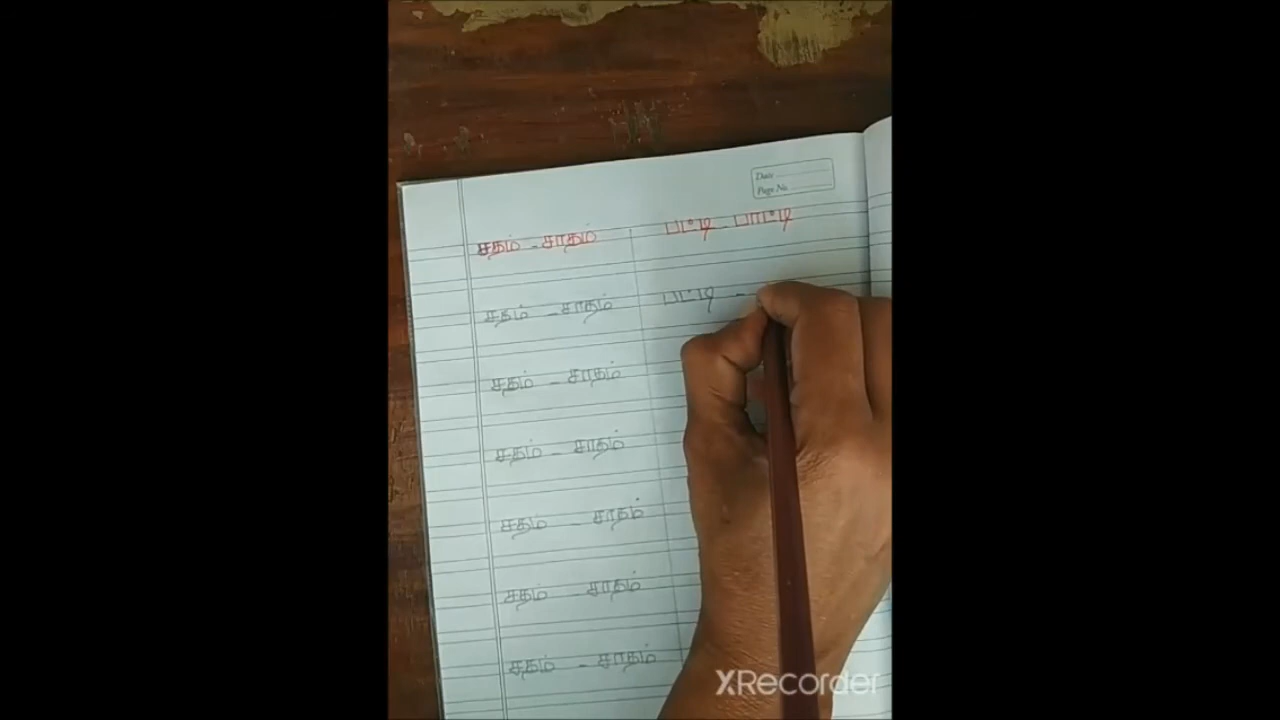 Date
Page No.
சதம் - சாதம் பட்டி - பாட்டி
சதம் - சாதம் பட்டி -
சதம் - சாதம்
சதம் - சாதம்
சதம் - சாதம்
சதம் - சாதம்
சதம் - சாதம்
XRecorder